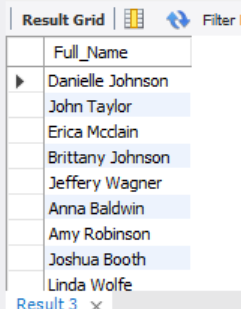 Result Grid Filter
Full_Name
Danielle Johnson
John Taylor
Erica Mcclain
Brittany Johnson
Jeffery Wagner
Anna Baldwin
Amy Robinson
Joshua Booth
Linda Wolfe
Result 3 ×